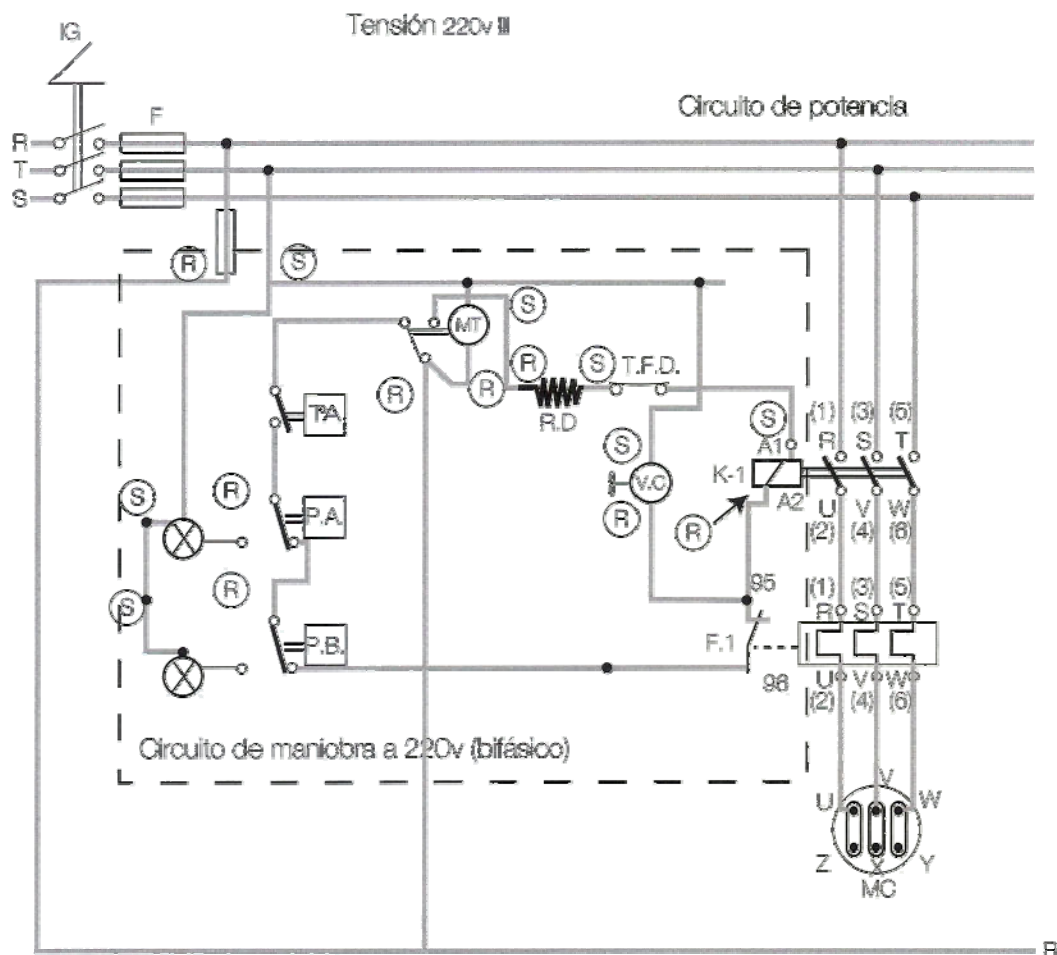 Tensión 220v III
IG
F
Circuito de potencia
R
T
S
R
S
S
MT
R
S
T.F.D.
R
R
R.D
T.A.
S
(1) (3) (5)
R S T
A1
S
V.C.
K-1
A2
S
R
P.A.
R
R
U V W
(2) (4) (6)
R
95
(1) (3) (5)
R S T
S
P.B.
F.1
98
U V W
(2) (4) (6)
Circuito de maniobra a 220v (bifásico)
V
U W
Z X Y
MC
R